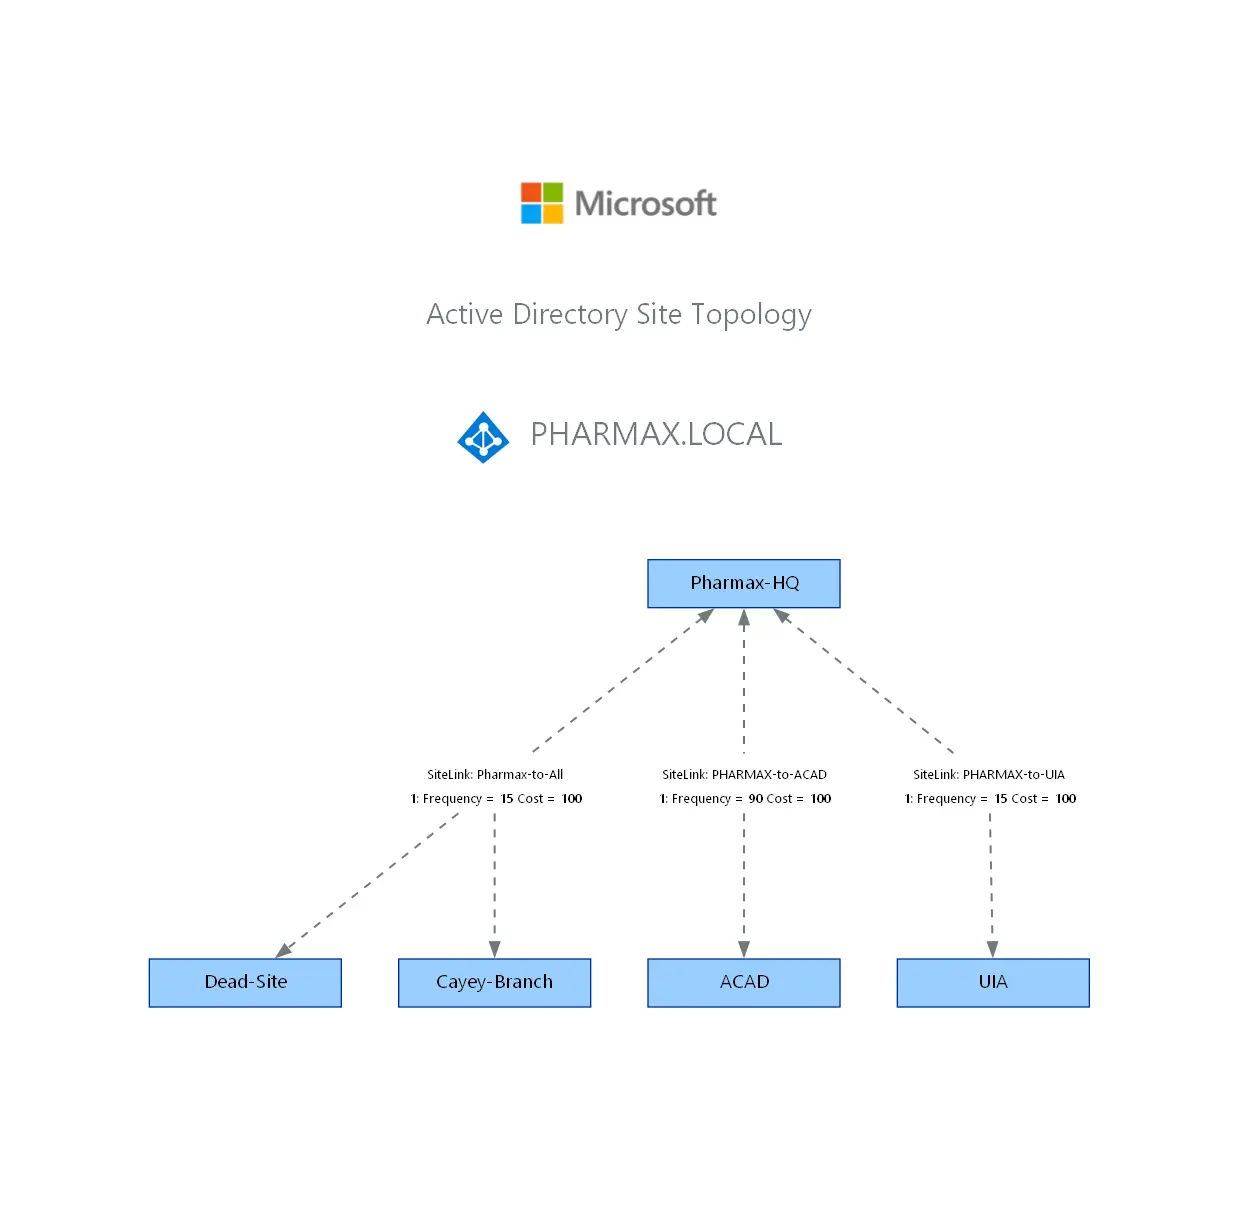 Microsoft
Active Directory Site Topology
PHARMAX.LOCAL
Pharmax-HQ
SiteLink: Pharmax-to-All
1: Frequency = 15 Cost = 100
SiteLink: PHARMAX-to-ACAD
1: Frequency = 90 Cost = 100
SiteLink: PHARMAX-to-UIA
1: Frequency = 15 Cost = 100
Dead-Site
Cayey-Branch
ACAD
UIA